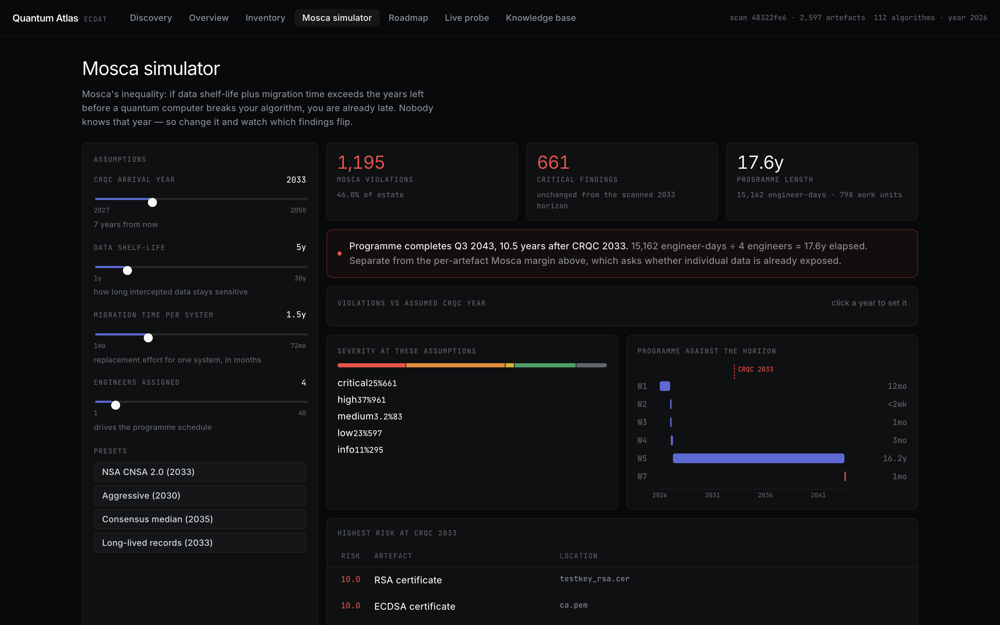 Quantum Atlas ECDAT Discovery Overview Inventory Mosca simulator Roadmap Live probe Knowledge base scan 48322fe6 · 2,597 artefacts 112 algorithms · year 2026
Mosca simulator
Mosca's inequality: if data shelf-life plus migration time exceeds the years left
before a quantum computer breaks your algorithm, you are already late. Nobody
knows that year — so change it and watch which findings flip.
ASSUMPTIONS
CRQC ARRIVAL YEAR 2033
2027 2050
7 years from now
DATA SHELF-LIFE 5y
1y 30y
how long intercepted data stays sensitive
MIGRATION TIME PER SYSTEM 1.5y
1mo 72mo
replacement effort for one system, in months
ENGINEERS ASSIGNED 4
1 40
drives the programme schedule
PRESETS
NSA CNSA 2.0 (2033)
Aggressive (2030)
Consensus median (2035)
Long-lived records (2033)
1,195
MOSCA VIOLATIONS
46.0% of estate
661
CRITICAL FINDINGS
unchanged from the scanned 2033
horizon
17.6y
PROGRAMME LENGTH
15,162 engineer-days · 798 work units
Programme completes Q3 2043, 10.5 years after CRQC 2033. 15,162 engineer-days ÷ 4 engineers = 17.6y elapsed.
Separate from the per-artefact Mosca margin above, which asks whether individual data is already exposed.
VIOLATIONS VS ASSUMED CRQC YEAR click a year to set it
SEVERITY AT THESE ASSUMPTIONS
critical25%661
high37%961
medium3.2%83
low23%597
info11%295
PROGRAMME AGAINST THE HORIZON
CRQC 2033
W1 12mo
W2 <2wk
W3 1mo
W4 3mo
W5 16.2y
W7 1mo
2026 2031 2036 2041
HIGHEST RISK AT CRQC 2033
RISK ARTEFACT LOCATION
10.0 RSA certificate testkey_rsa.cer
10.0 ECDSA certificate ca.pem